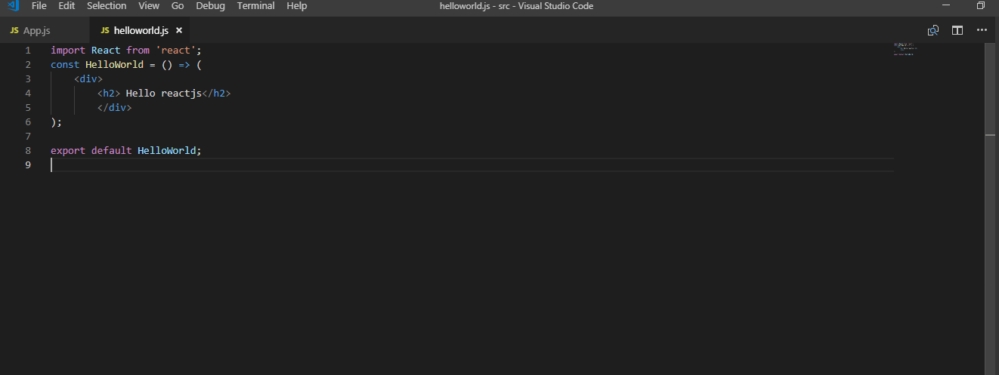 File Edit Selection View Go Debug Terminal Help helloworld.js - src - Visual Studio Code
JS App.js JS helloworld.js ×
1 import React from 'react';
2 const HelloWorld = () => (
3 <div>
4 <h2> Hello reactjs</h2>
5 </div>
6 );
7
8 export default HelloWorld;
9